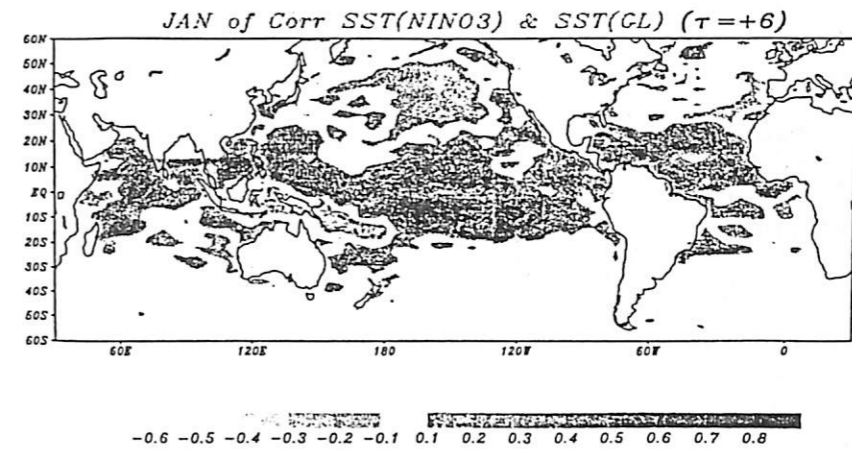 JAN of Corr SST(NINO3) & SST(GL) (τ=+6)
60N
50N
40N
30N
20N
10N
EQ
10S
20S
30S
40S
50S
60S
60E 120E 180 120W 60W 0
-0.6 -0.5 -0.4 -0.3 -0.2 -0.1 0.1 0.2 0.3 0.4 0.5 0.6 0.7 0.8